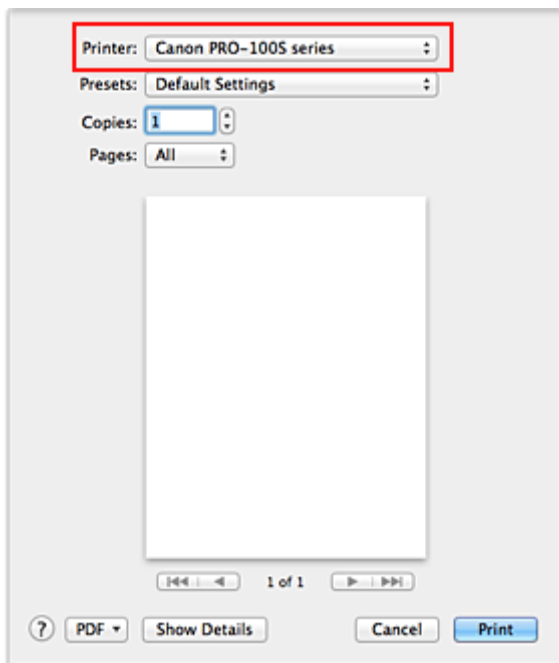 Printer: Canon PRO-100S series
Presets: Default Settings
Copies: 1
Pages: All
1 of 1
? PDF Show Details Cancel Print